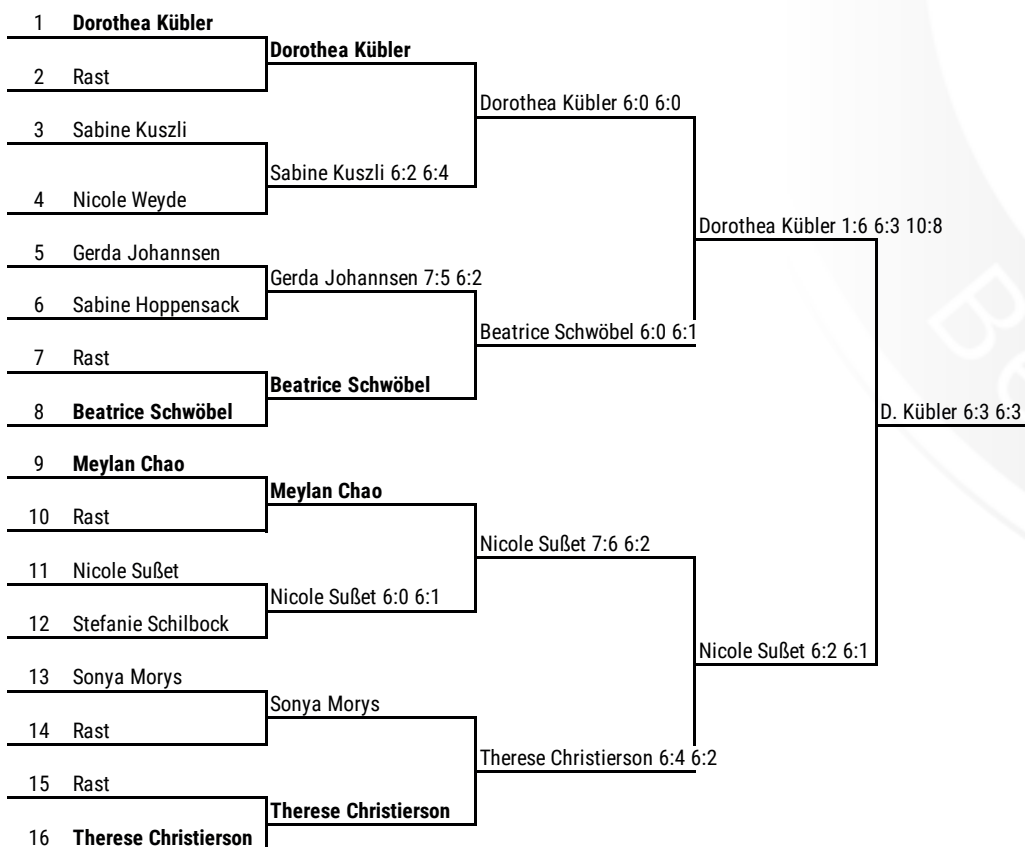 1 Dorothea Kübler
Dorothea Kübler
2 Rast
Dorothea Kübler 6:0 6:0
3 Sabine Kuszli
Sabine Kuszli 6:2 6:4
4 Nicole Weyde
Dorothea Kübler 1:6 6:3 10:8
5 Gerda Johannsen
Gerda Johannsen 7:5 6:2
6 Sabine Hoppensack
Beatrice Schwöbel 6:0 6:1
7 Rast
Beatrice Schwöbel
8 Beatrice Schwöbel
D. Kübler 6:3 6:3
9 Meylan Chao
Meylan Chao
10 Rast
Nicole Sußet 7:6 6:2
11 Nicole Sußet
Nicole Sußet 6:0 6:1
12 Stefanie Schilbock
Nicole Sußet 6:2 6:1
13 Sonya Morys
Sonya Morys
14 Rast
Therese Christierson 6:4 6:2
15 Rast
Therese Christierson
16 Therese Christierson